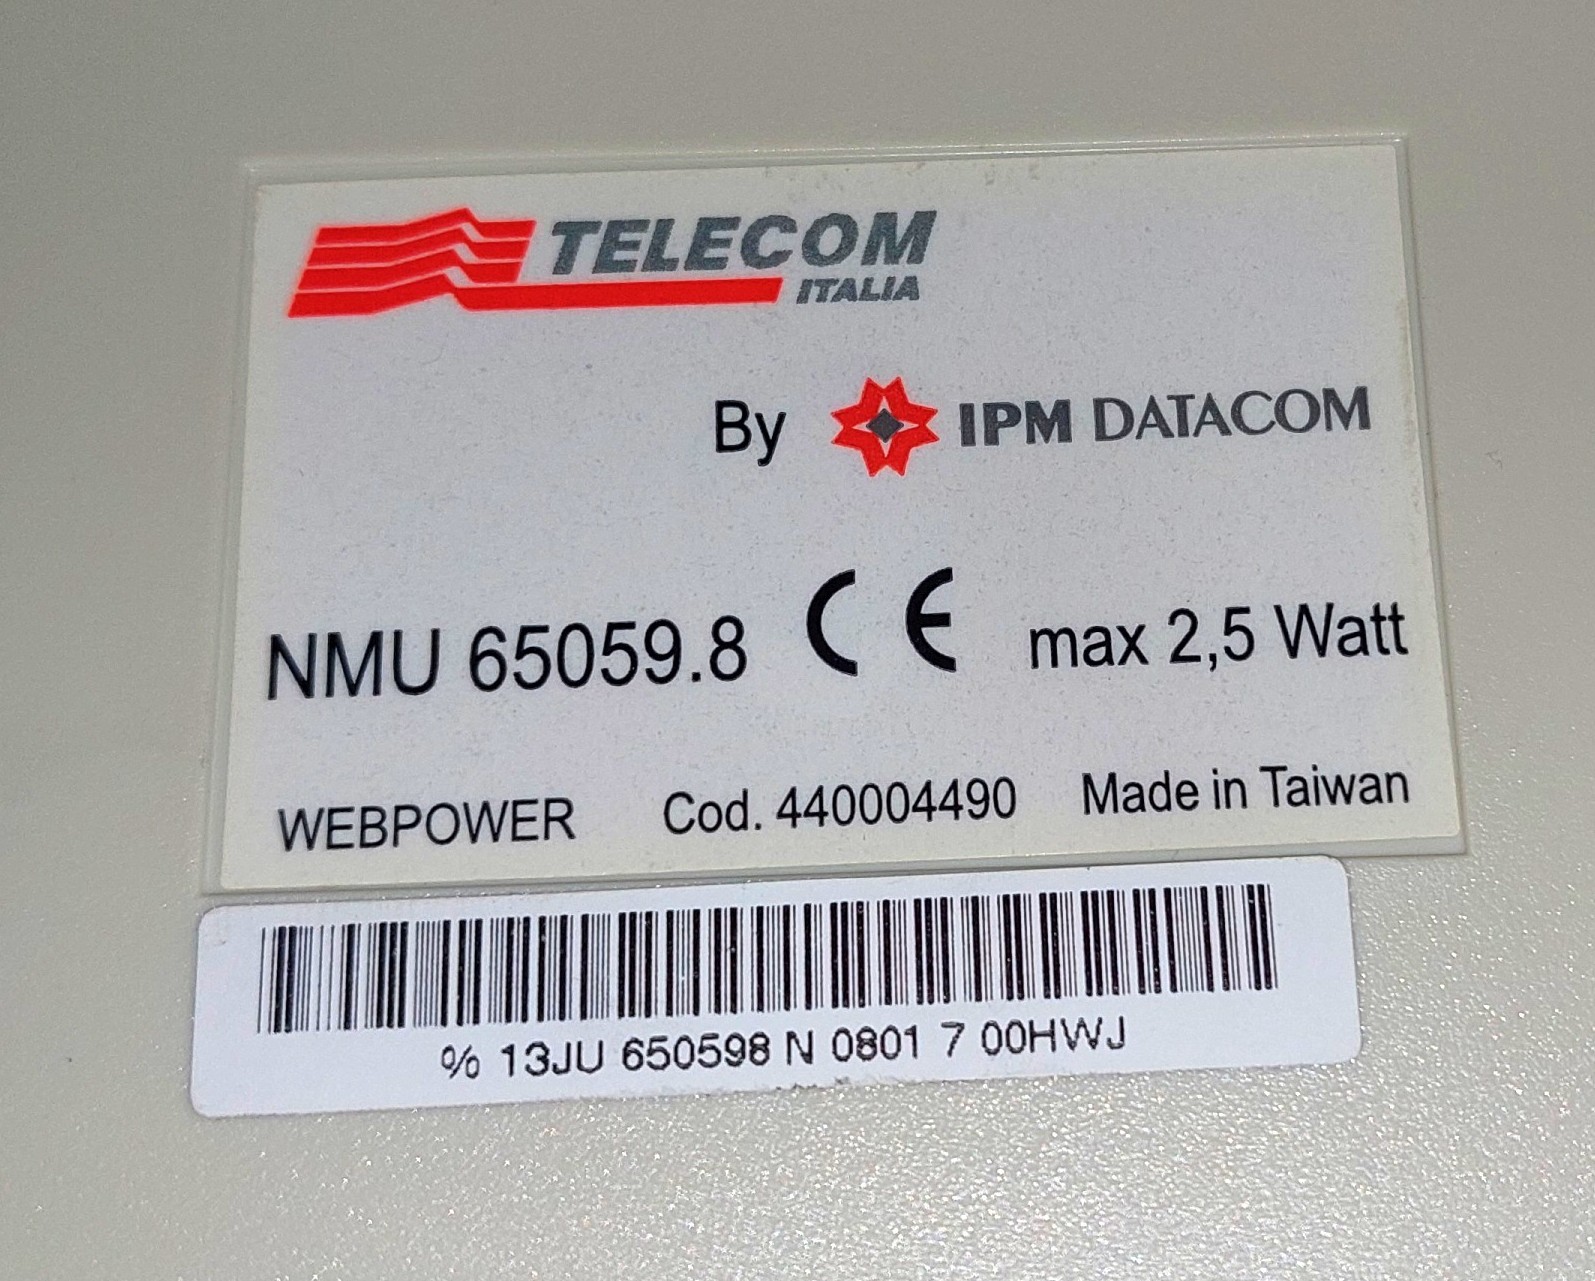 TELECOM
ITALIA
By IPM DATACOM
NMU 65059.8 CE max 2,5 Watt
WEBPOWER Cod. 440004490 Made in Taiwan
% 13JU 650598 N 0801 7 00HWJ